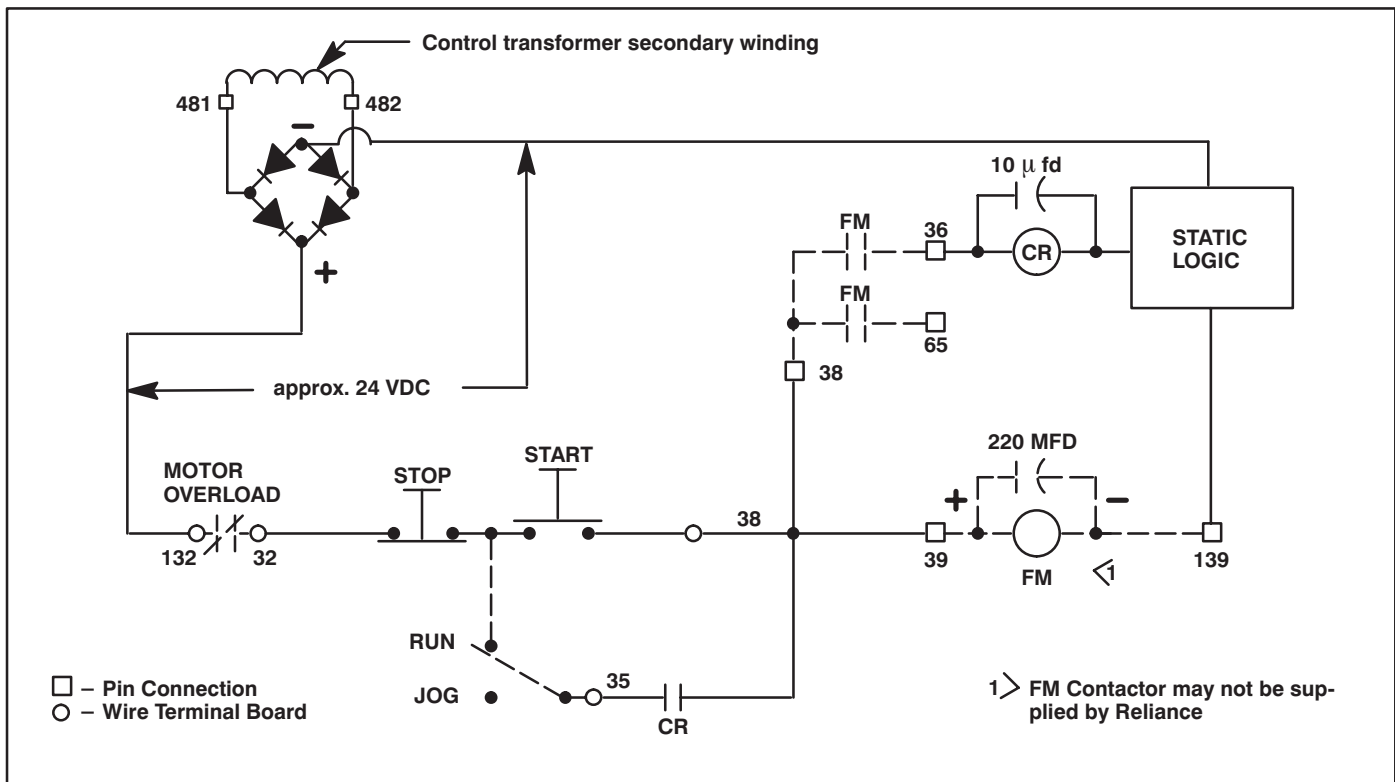 Control transformer secondary winding
481
482
–
+
10 µ fd
FM
36
CR
STATIC
LOGIC
FM
65
38
approx. 24 VDC
MOTOR
OVERLOAD
STOP
START
220 MFD
132
32
38
+
–
39
FM
1
139
RUN
JOG
35
CR
– Pin Connection
– Wire Terminal Board
1 FM Contactor may not be sup-
plied by Reliance